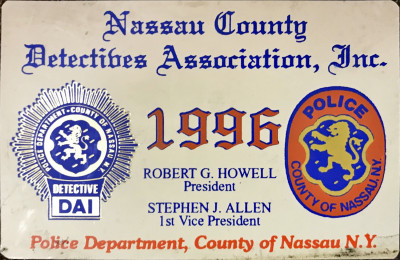 Nassau County
Detectives Association, Inc.
POLICE DEPARTMENT · COUNTY OF NASSAU N.Y.
DETECTIVE
DAI
1996
ROBERT G. HOWELL
President
STEPHEN J. ALLEN
1st Vice President
POLICE
COUNTY OF NASSAU, N.Y.
Police Department, County of Nassau N.Y.